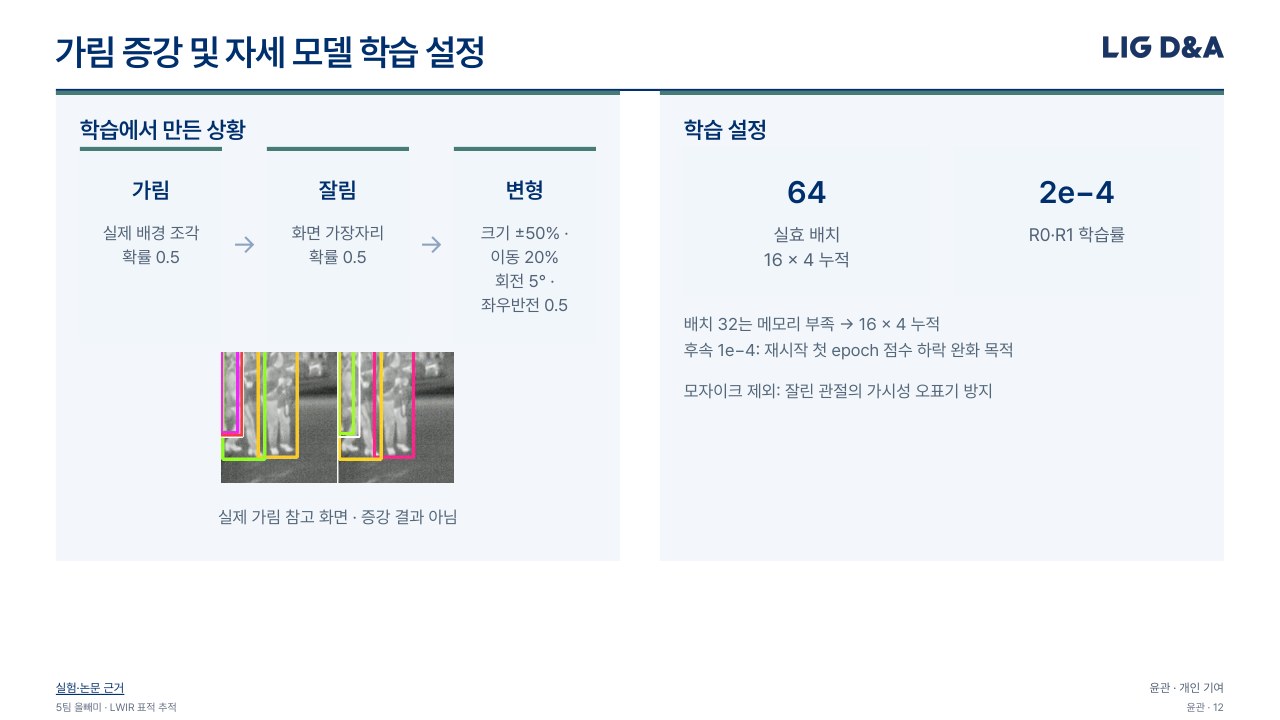 가림 증강 및 자세 모델 학습 설정
LIG D&A
학습에서 만든 상황
가림
실제 배경 조각
확률 0.5
→
잘림
화면 가장자리
확률 0.5
→
변형
크기 ±50% ·
이동 20%
회전 5° ·
좌우반전 0.5
실제 가림 참고 화면 · 증강 결과 아님
학습 설정
64
실효 배치
16 × 4 누적
2e−4
R0·R1 학습률
배치 32는 메모리 부족 → 16 × 4 누적
후속 1e−4: 재시작 첫 epoch 점수 하락 완화 목적
모자이크 제외: 잘린 관절의 가시성 오표기 방지
실험·논문 근거
5팀 올빼미 · LWIR 표적 추적
윤관 · 개인 기여
윤관 · 12